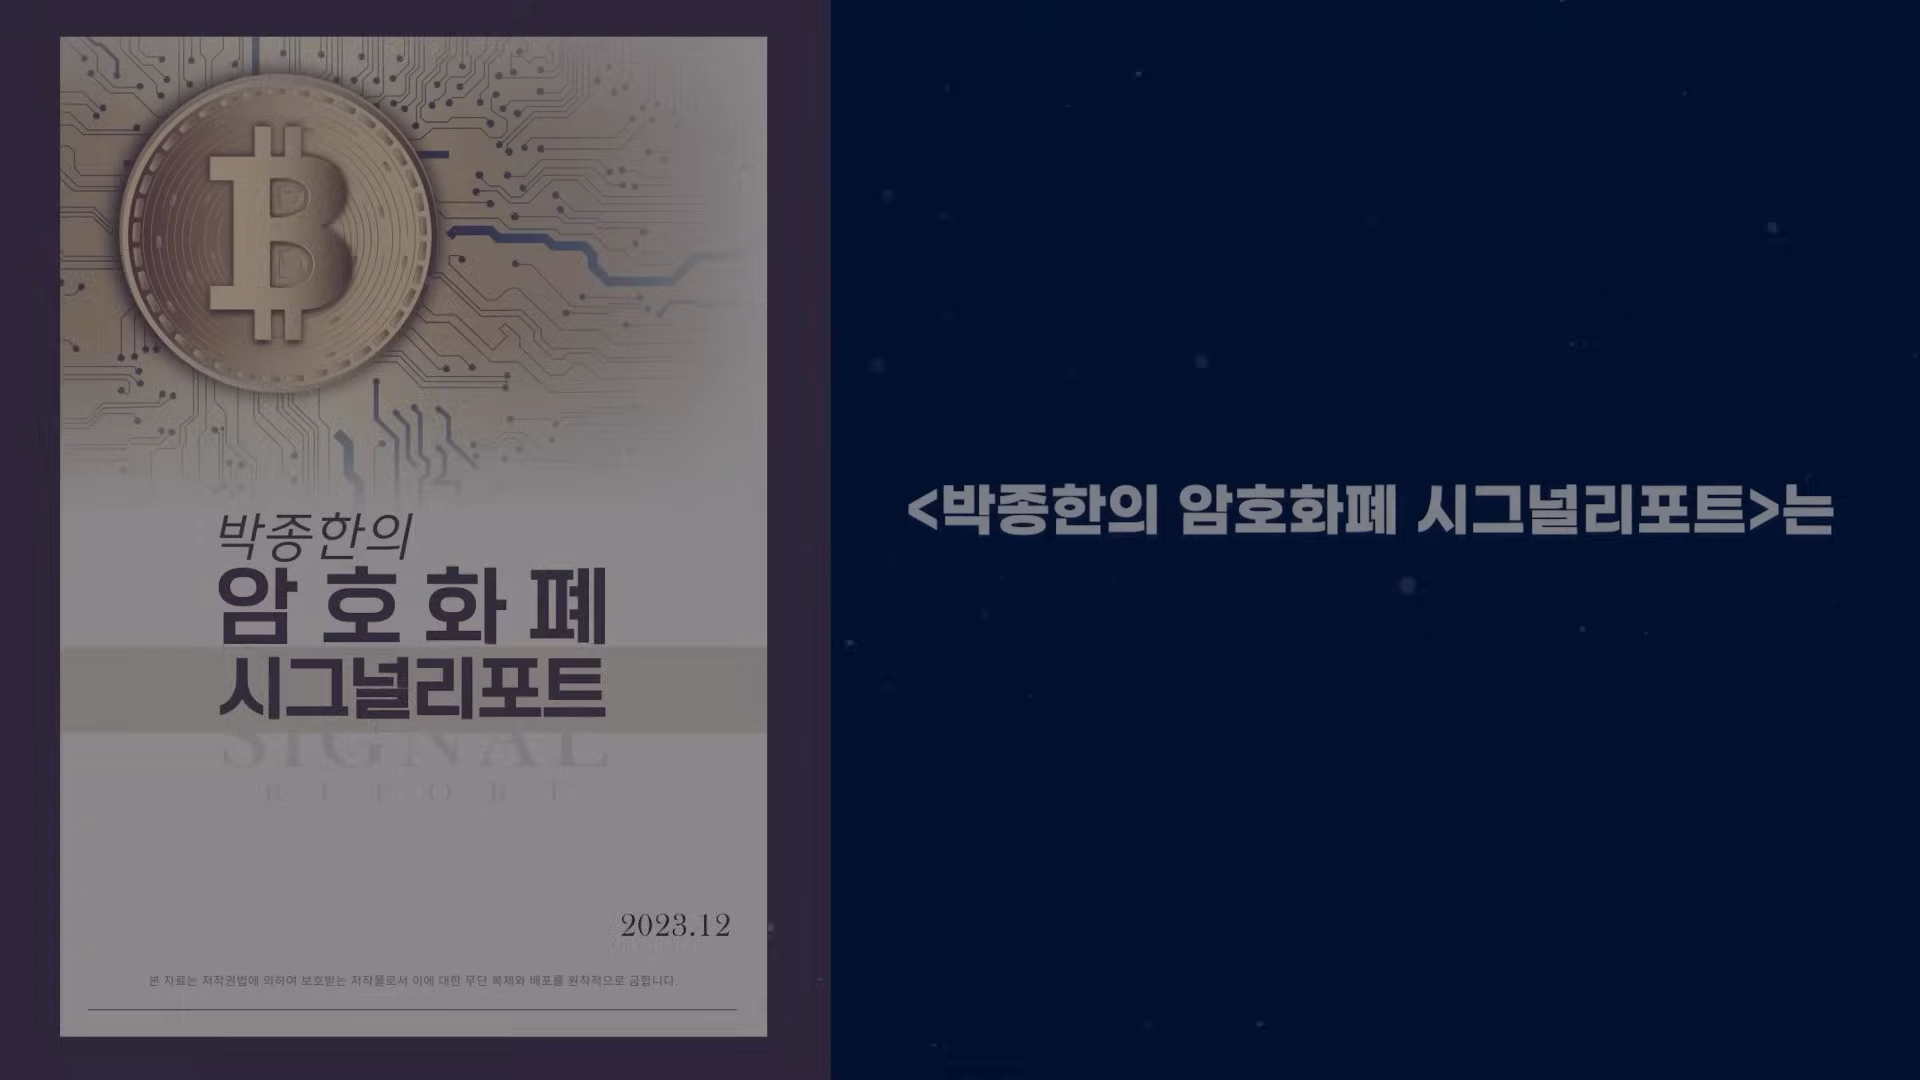 박종한의
암호화폐
시그널리포트
SIGNAL
REPORT
2023.12
본 자료는 저작권법에 의하여 보호받는 저작물로서 이에 대한 무단 복제와 배포를 원칙적으로 금합니다.
<박종한의 암호화폐 시그널리포트>는